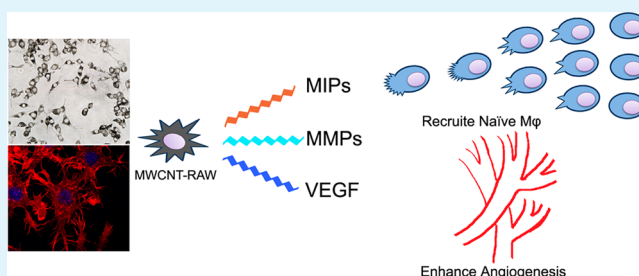 MIPs
MMPs
VEGF
MWCNT-RAW
Recruite Naïve Mφ
Enhance Angiogenesis